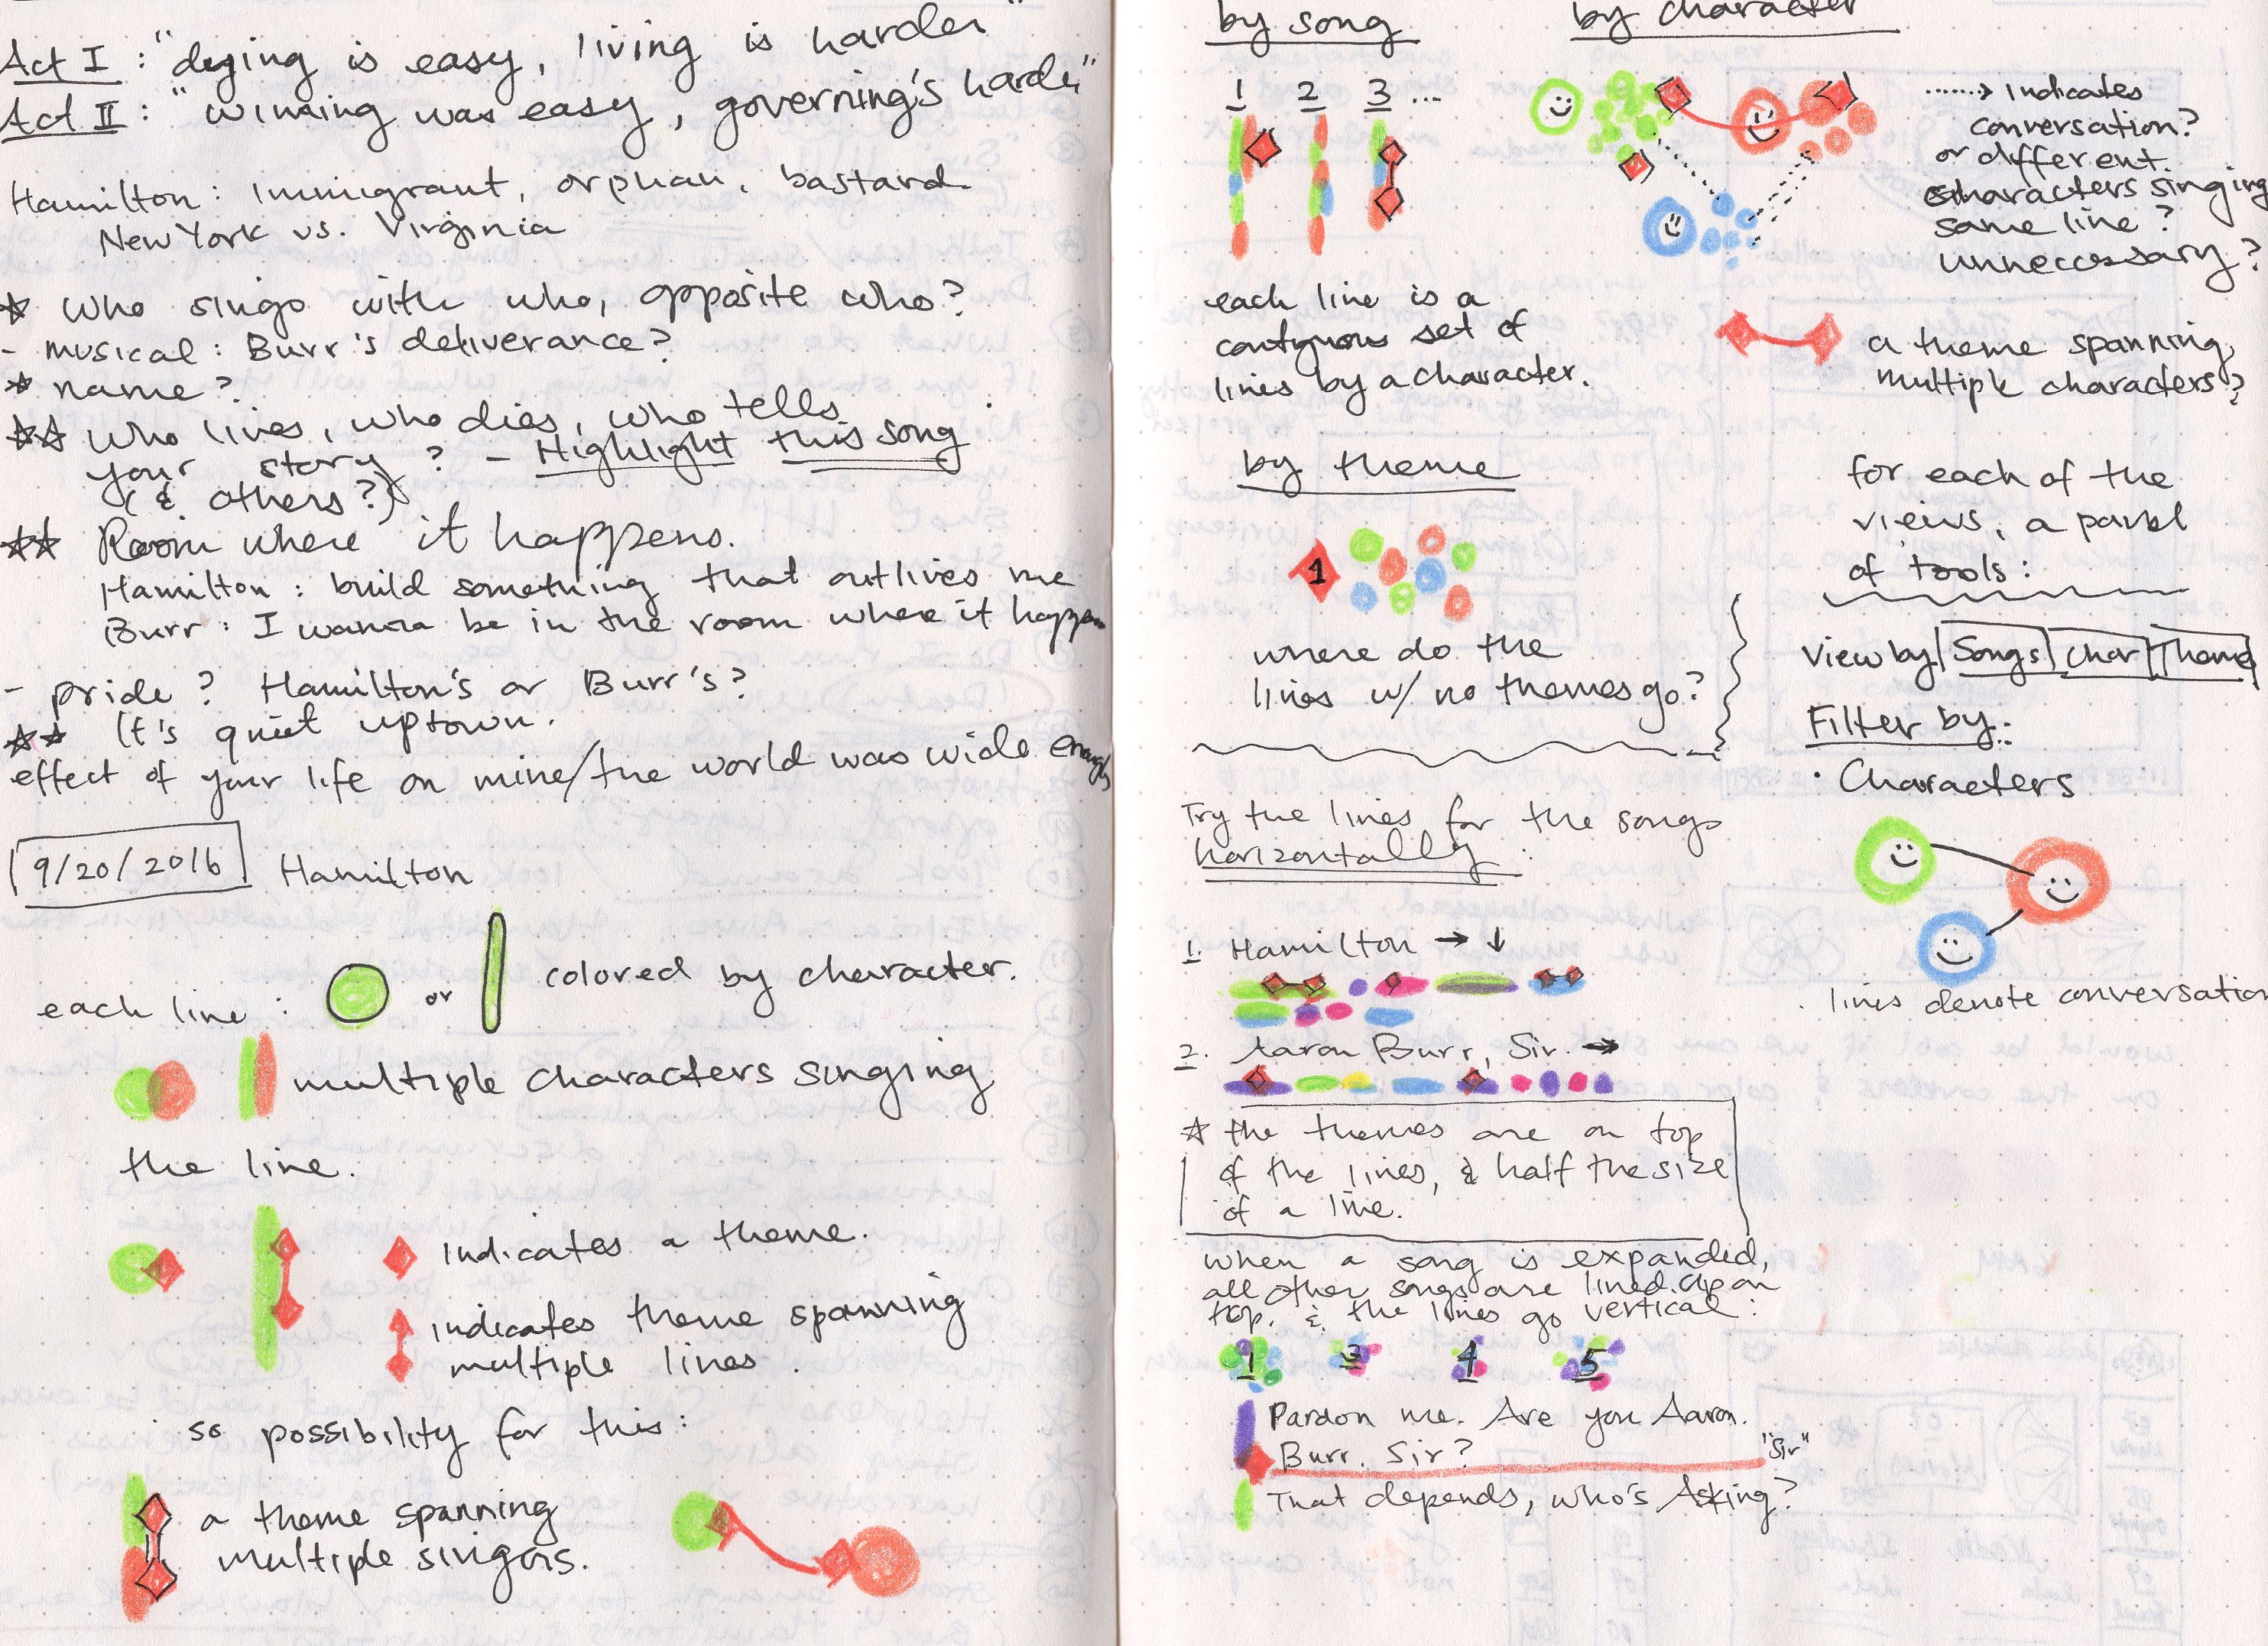 Act I : "dying is easy, living is harder"
Act II : "winning was easy, governing's harder"
Hamilton : immigrant, orphan, bastard
New York vs. Virginia
☆ who sings with who, opposite who?
- musical : Burr's deliverance?
☆ name?
☆☆ Who lives, who dies, who tells
your story? - Highlight this song
(& others?)
☆☆ Room where it happens.
Hamilton : build something that outlives me
Burr : I wanna be in the room where it happens
- pride? Hamilton's or Burr's?
☆☆ It's quiet uptown.
effect of your life on mine/the world was wide enough
9/20/2016 Hamilton
each line : or colored by character.
multiple characters singing
the line.
indicates a theme.
indicates theme spanning
multiple lines.
so possibility for this :
a theme spanning
multiple singers.
by song
1 2 3 ...
each line is a
contiguous set of
lines by a character.
by character
indicates
conversation?
or different
characters singing
same line?
unneccessary?
a theme spanning
multiple characters?
by theme
1
where do the
lines w/ no themes go?
for each of the
views, a panel
of tools :
View by Songs Char Theme
Filter by :
· Characters
· lines denote conversation
Try the lines for the songs
horizontally :
1. Hamilton → ↓
2. Aaron Burr, Sir. →
☆ the themes are on top
of the lines, & half the size
of a line.
when a song is expanded,
all other songs are lined up on
top. & the lines go vertical :
1 3 4 5
Pardon me. Are you Aaron.
Burr. Sir? "Sir"
That depends, who's Asking?